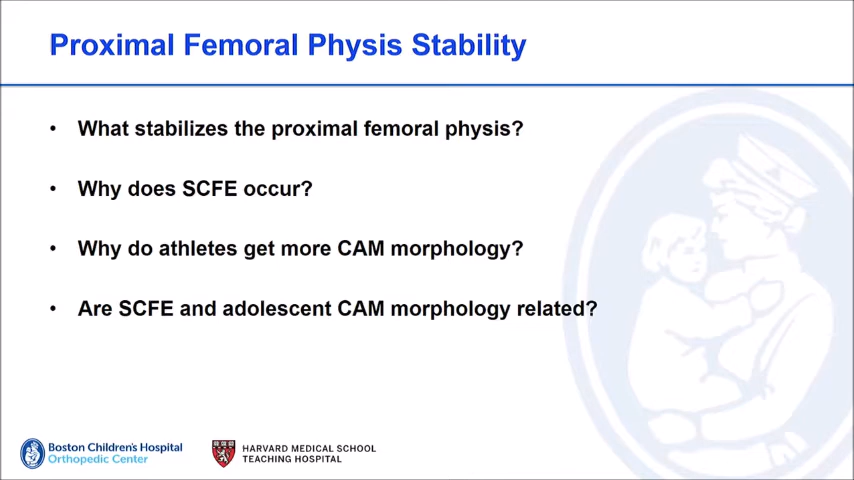 Proximal Femoral Physis Stability
• What stabilizes the proximal femoral physis?
• Why does SCFE occur?
• Why do athletes get more CAM morphology?
• Are SCFE and adolescent CAM morphology related?
Boston Children's Hospital
Orthopedic Center
HARVARD MEDICAL SCHOOL
TEACHING HOSPITAL